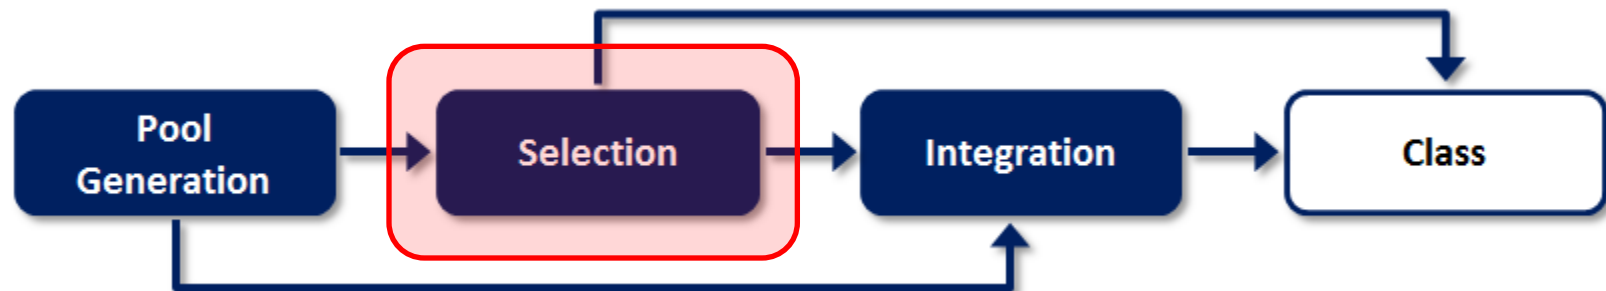 Pool
Generation
Selection
Integration
Class